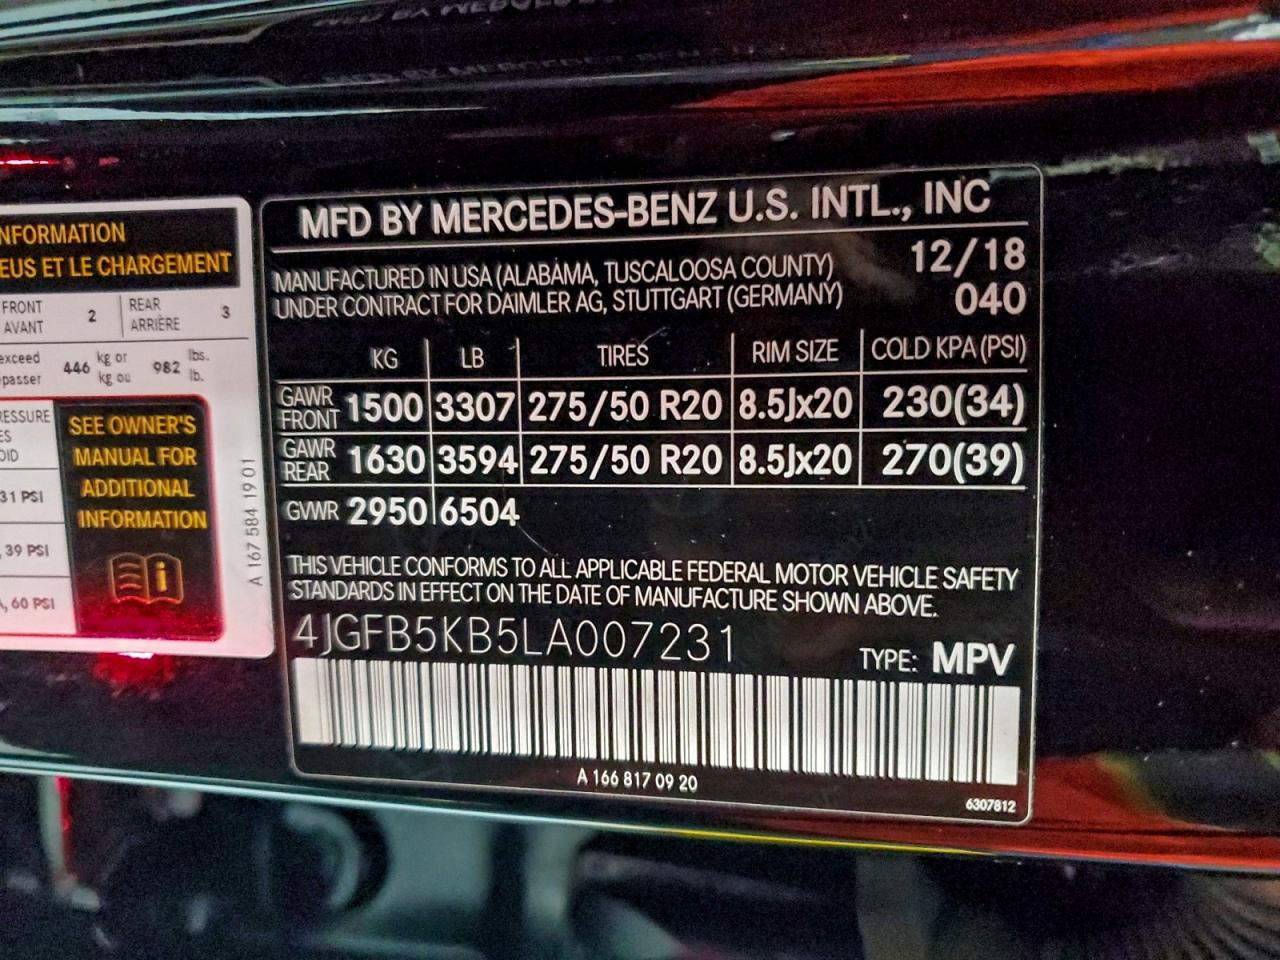 NFORMATION
EUS ET LE CHARGEMENT
FRONT 2 REAR 3
AVANT ARRIÈRE
exceed 446 kg or 982 lbs.
passer kg ou lb.
RESSURE
ES
OID
31 PSI
, 39 PSI
, 60 PSI
SEE OWNER'S
MANUAL FOR
ADDITIONAL
INFORMATION
A 167 584 19 01
MFD BY MERCEDES-BENZ U.S. INTL., INC
MANUFACTURED IN USA (ALABAMA, TUSCALOOSA COUNTY) 12/18
UNDER CONTRACT FOR DAIMLER AG, STUTTGART (GERMANY) 040
KG LB TIRES RIM SIZE COLD KPA (PSI)
GAWR FRONT 1500 3307 275/50 R20 8.5Jx20 230(34)
GAWR REAR 1630 3594 275/50 R20 8.5Jx20 270(39)
GVWR 2950 6504
THIS VEHICLE CONFORMS TO ALL APPLICABLE FEDERAL MOTOR VEHICLE SAFETY
STANDARDS IN EFFECT ON THE DATE OF MANUFACTURE SHOWN ABOVE.
4JGFB5KB5LA007231 TYPE: MPV
A 166 817 09 20
6307812